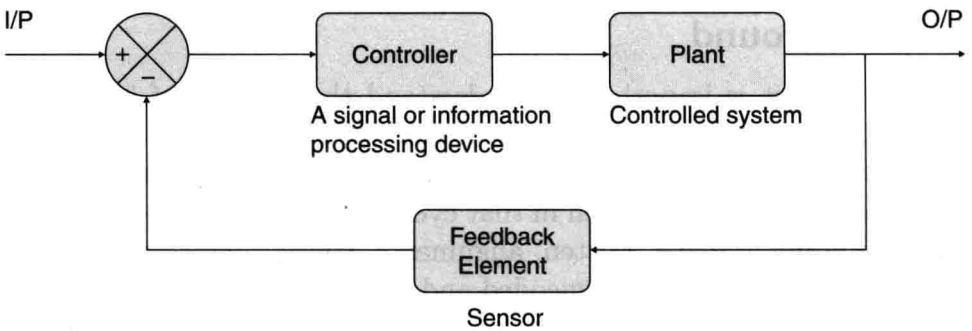 I/P
O/P
+
−
Controller
Plant
A signal or information
processing device
Controlled system
Feedback
Element
Sensor